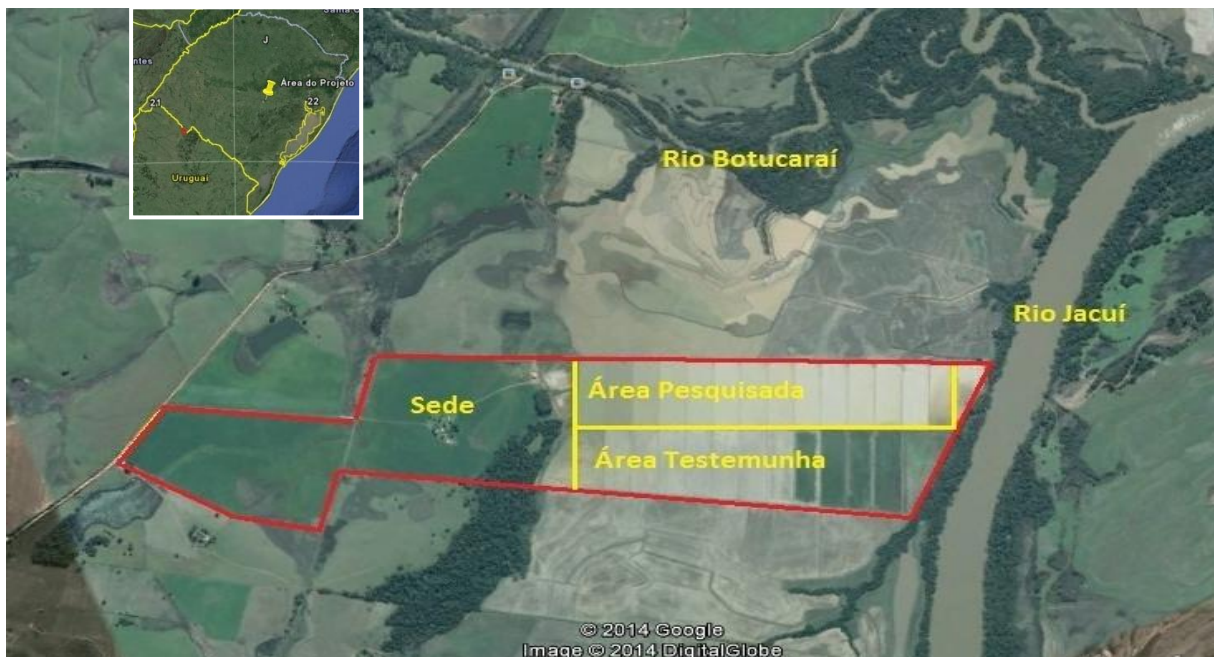 J
ntes
Área do Projeto
21
22
Uruguai
Rio Botucaraí
Rio Jacuí
Sede
Área Pesquisada
Área Testemunha
© 2014 Google
Image © 2014 DigitalGlobe